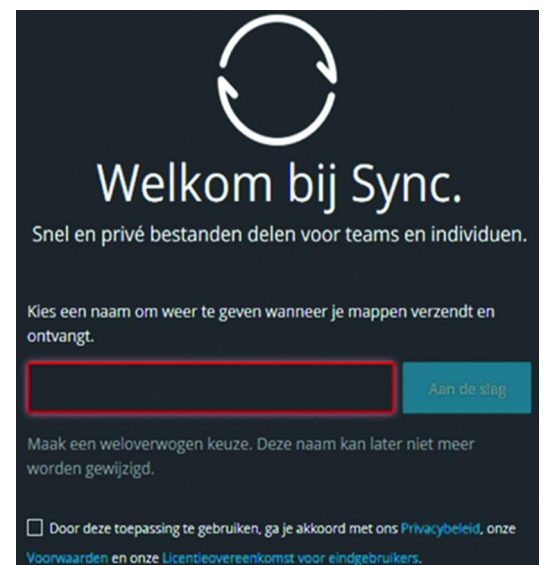 Welkom bij Sync.
Snel en privé bestanden delen voor teams en individuen.
Kies een naam om weer te geven wanneer je mappen verzendt en
ontvangt.
Aan de slag
Maak een weloverwogen keuze. Deze naam kan later niet meer
worden gewijzigd.
Door deze toepassing te gebruiken, ga je akkoord met ons Privacybeleid, onze
Voorwaarden en onze Licentieovereenkomst voor eindgebruikers.